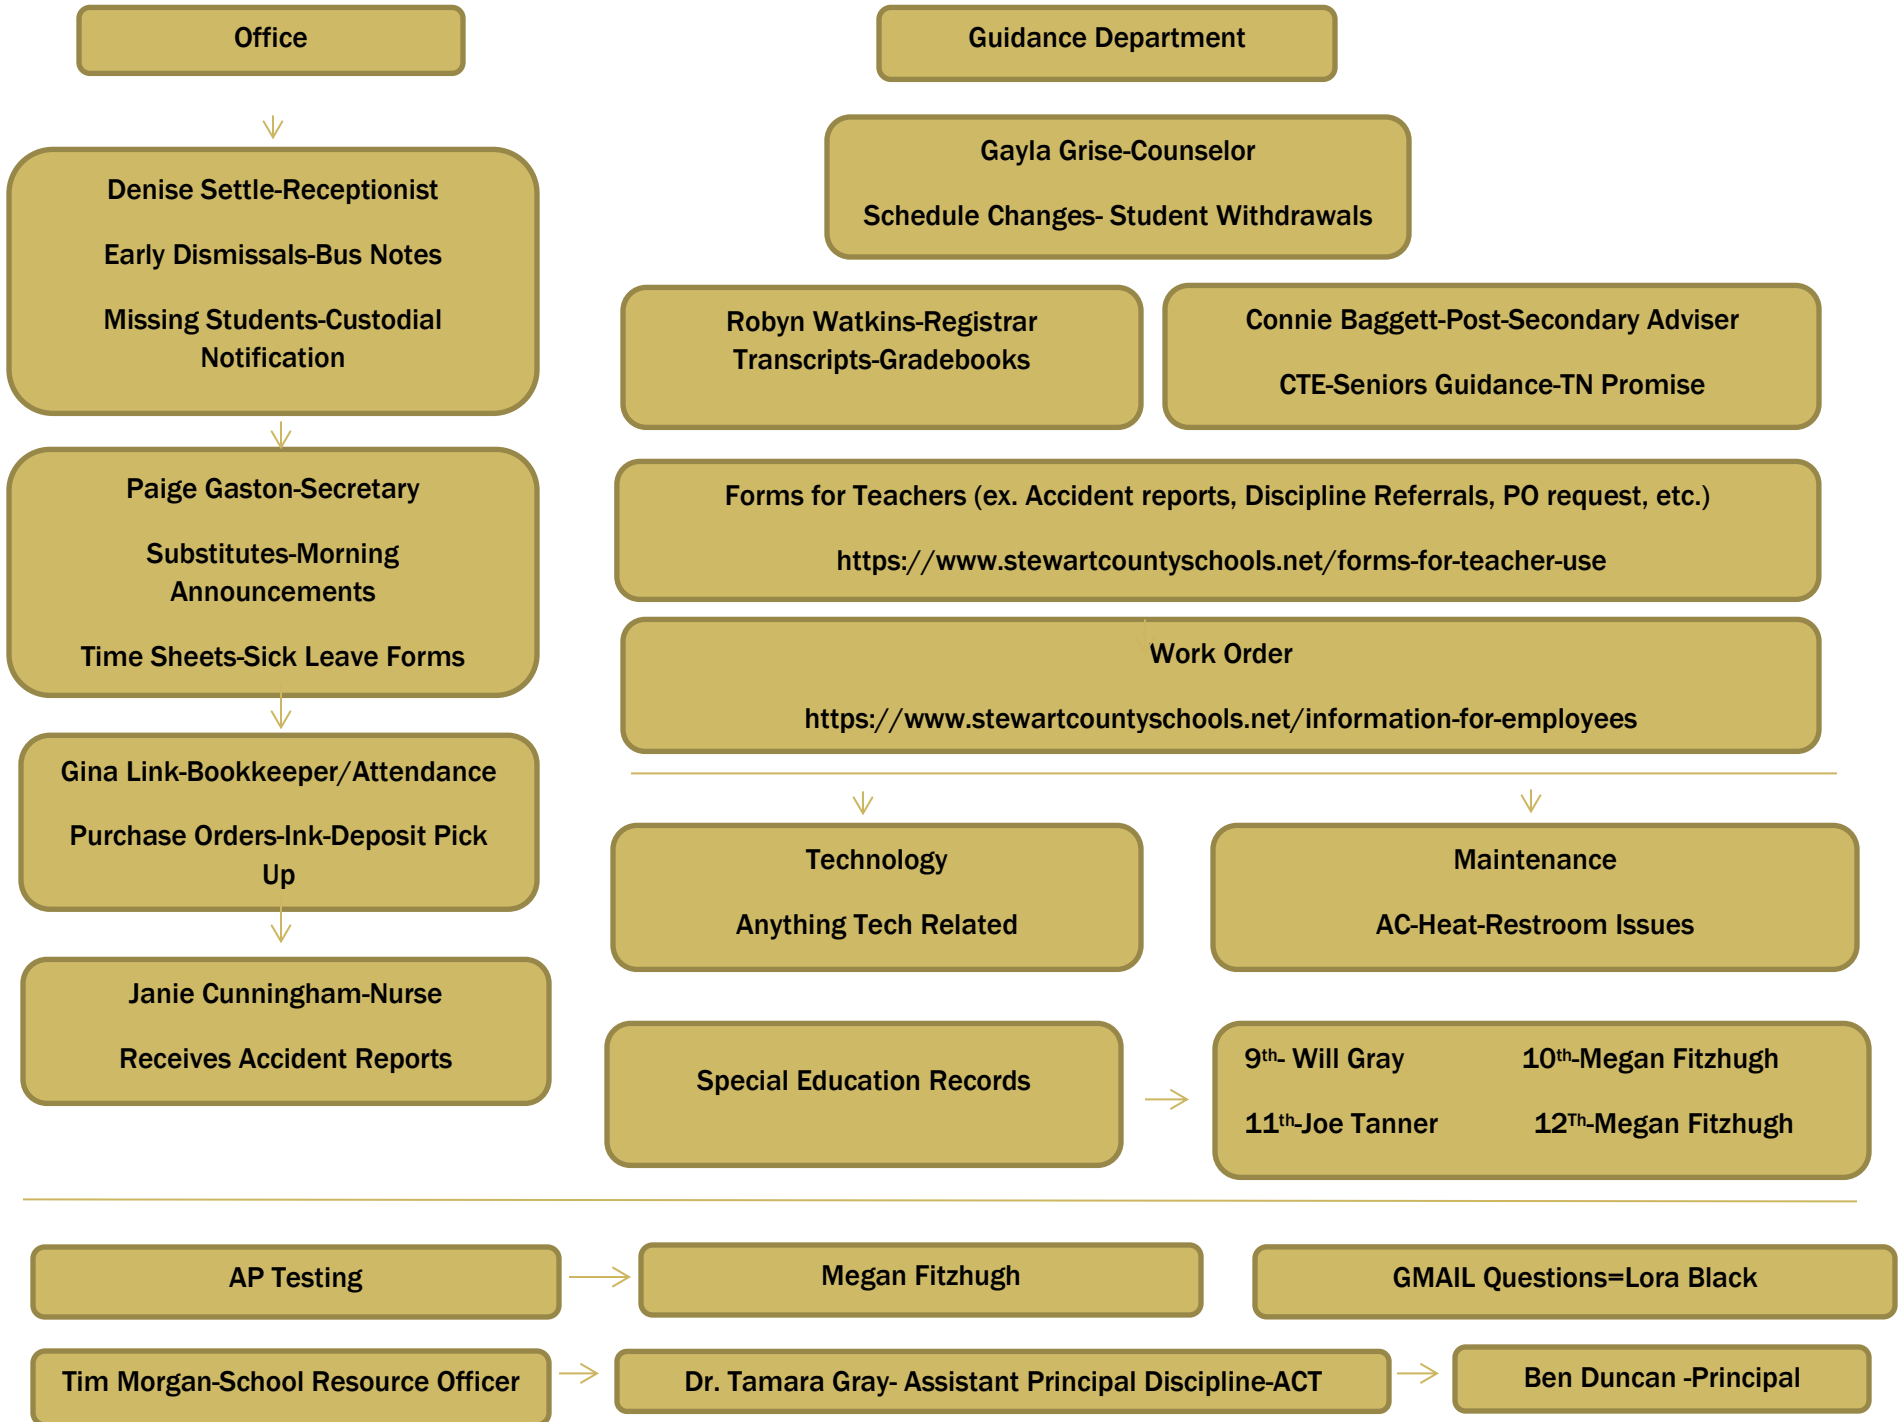 Office
Denise Settle-Receptionist
Early Dismissals-Bus Notes
Missing Students-Custodial
Notification
Paige Gaston-Secretary
Substitutes-Morning
Announcements
Time Sheets-Sick Leave Forms
Gina Link-Bookkeeper/Attendance
Purchase Orders-Ink-Deposit Pick
Up
Janie Cunningham-Nurse
Receives Accident Reports
Guidance Department
Gayla Grise-Counselor
Schedule Changes- Student Withdrawals
Robyn Watkins-Registrar
Transcripts-Gradebooks
Connie Baggett-Post-Secondary Adviser
CTE-Seniors Guidance-TN Promise
Forms for Teachers (ex. Accident reports, Discipline Referrals, PO request, etc.)
https://www.stewartcountyschools.net/forms-for-teacher-use
Work Order
https://www.stewartcountyschools.net/information-for-employees
Technology
Anything Tech Related
Maintenance
AC-Heat-Restroom Issues
Special Education Records
9th- Will Gray 10th-Megan Fitzhugh
11th-Joe Tanner 12Th-Megan Fitzhugh
AP Testing
Megan Fitzhugh
GMAIL Questions=Lora Black
Tim Morgan-School Resource Officer
Dr. Tamara Gray- Assistant Principal Discipline-ACT
Ben Duncan -Principal